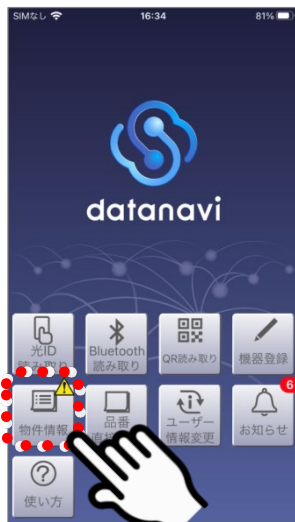 SIMなし 16:34 81%
datanavi
光ID
読み取り
Bluetooth
読み取り
QR読み取り
機器登録
物件情報
品番
ユーザー
情報変更
6
お知らせ
使い方